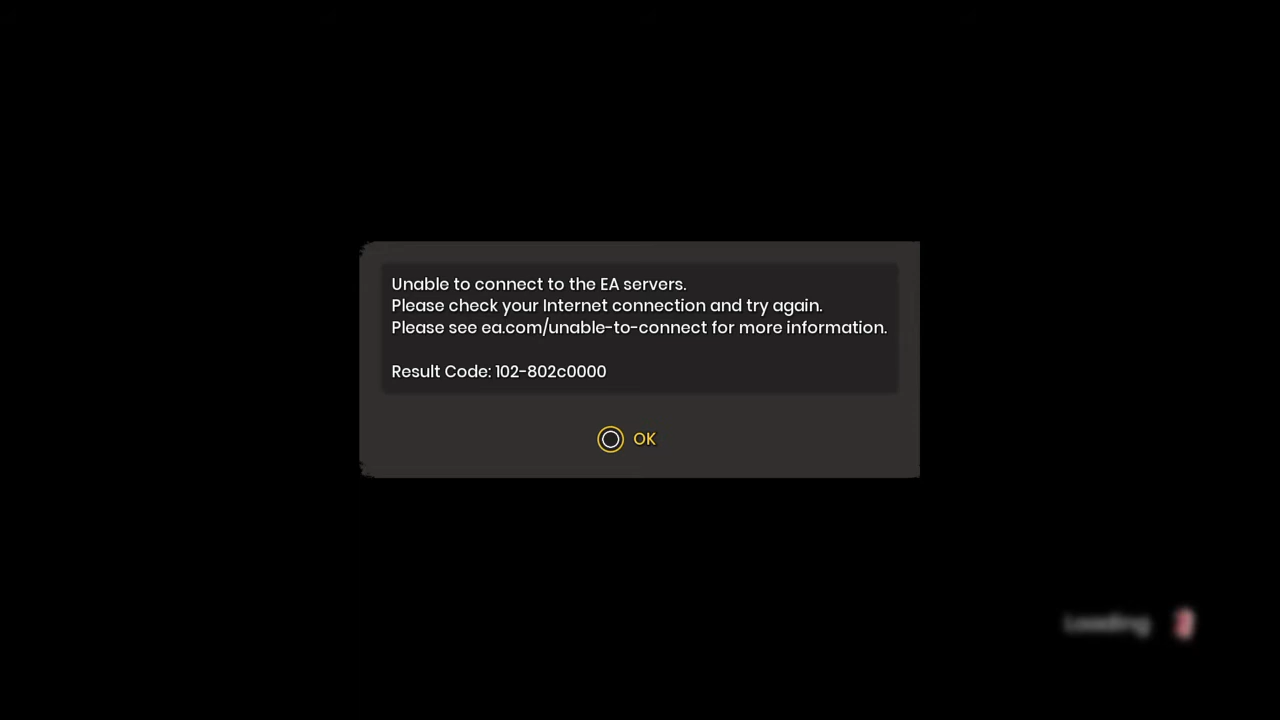 Unable to connect to the EA servers.
Please check your Internet connection and try again.
Please see ea.com/unable-to-connect for more information.
Result Code: 102-802c0000
OK
Loading